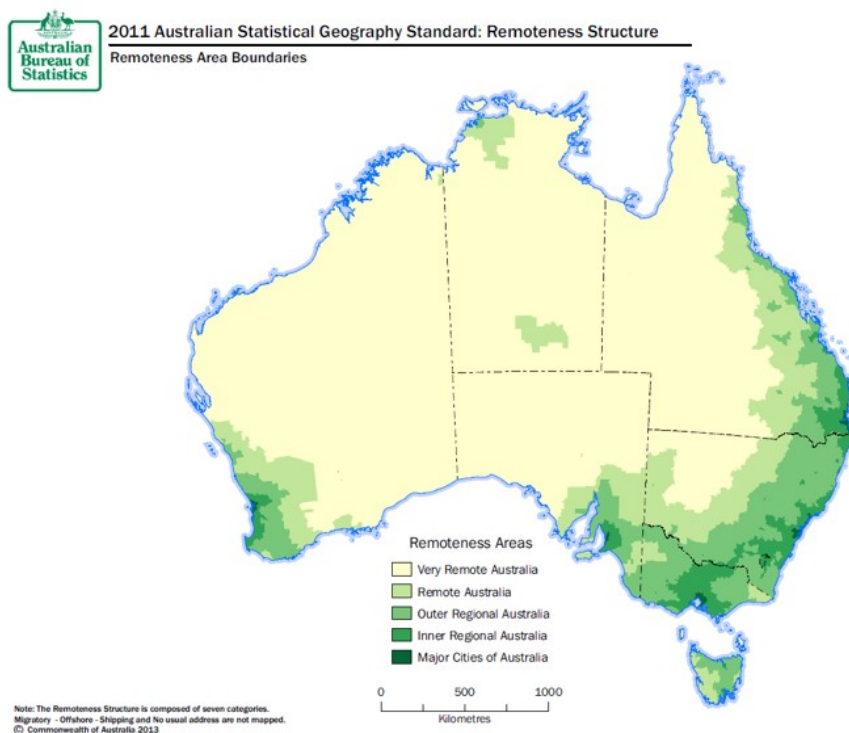 Australian
Bureau of
Statistics
2011 Australian Statistical Geography Standard: Remoteness Structure
Remoteness Area Boundaries
Remoteness Areas
Very Remote Australia
Remote Australia
Outer Regional Australia
Inner Regional Australia
Major Cities of Australia
0 500 1000
Kilometres
Note: The Remoteness Structure is composed of seven categories.
Migratory - Offshore - Shipping and No usual address are not mapped.
© Commonwealth of Australia 2013